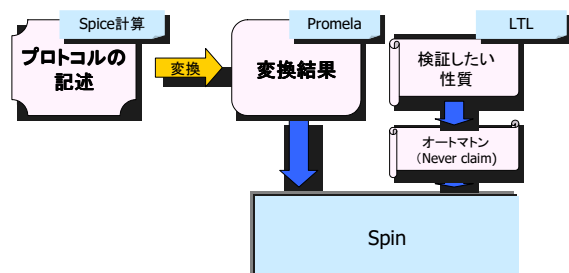 Spice計算
プロトコルの
記述
変換
Promela
変換結果
LTL
検証したい
性質
オートマトン
(Never claim)
Spin